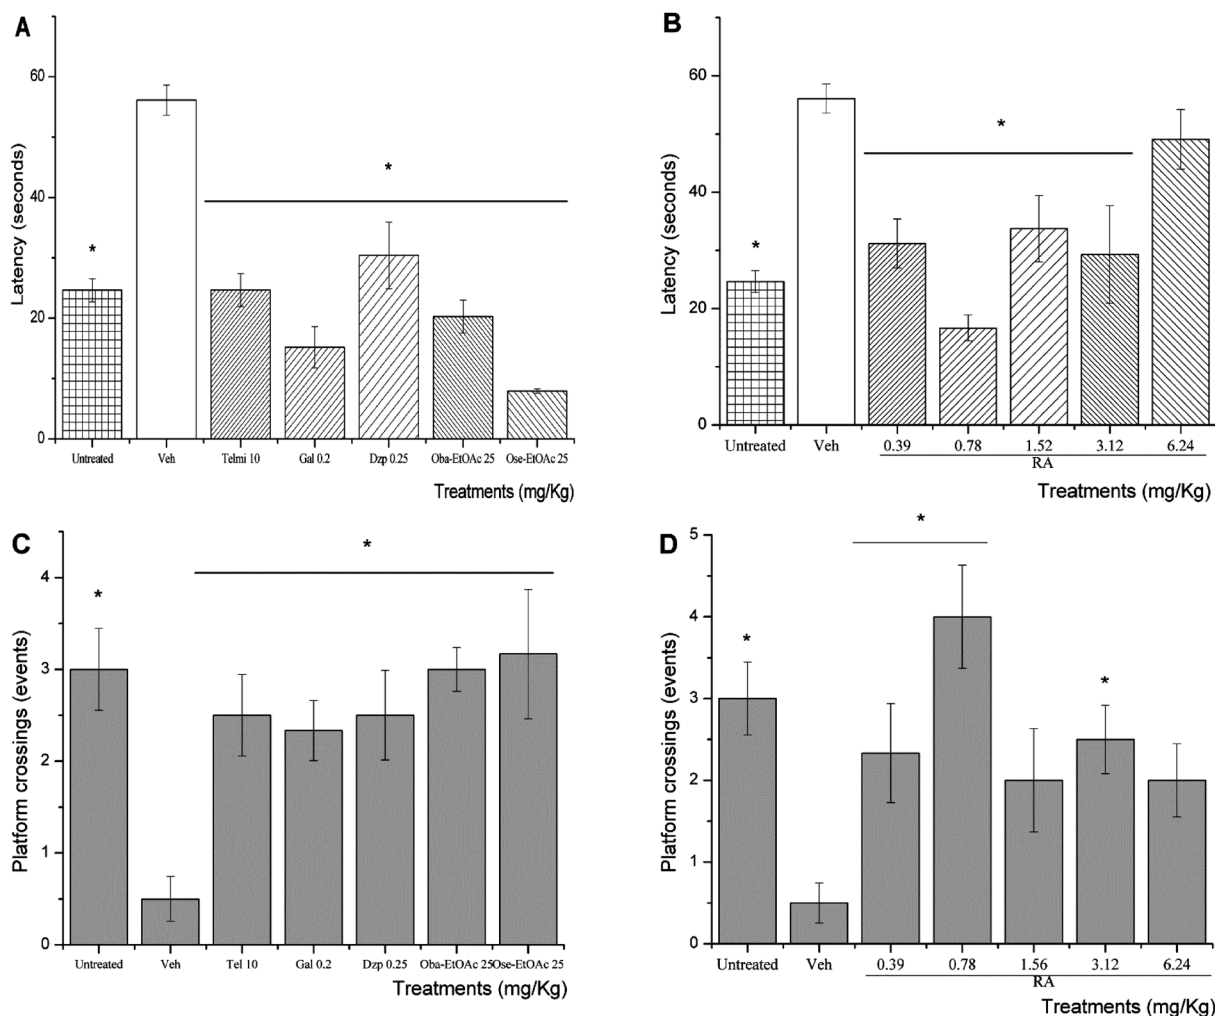 A
Latency (seconds)
60
40
20
0
*
*
Untreated Veh Telmi 10 Gal 0.2 Dzp 0.25 Oba-EtOAc 25 Ose-EtOAc 25
Treatments (mg/Kg)
B
Latency (seconds)
60
40
20
0
*
*
Untreated Veh 0.39 0.78 1.52 3.12 6.24
RA
Treatments (mg/Kg)
C
Platform crossings (events)
4
3
2
1
0
*
*
Untreated Veh Tel 10 Gal 0.2 Dzp 0.25 Oba-EtOAc 25 Ose-EtOAc 25
Treatments (mg/Kg)
D
Platform crossings (events)
5
4
3
2
1
0
*
*
*
Untreated Veh 0.39 0.78 1.56 3.12 6.24
RA
Treatments (mg/Kg)